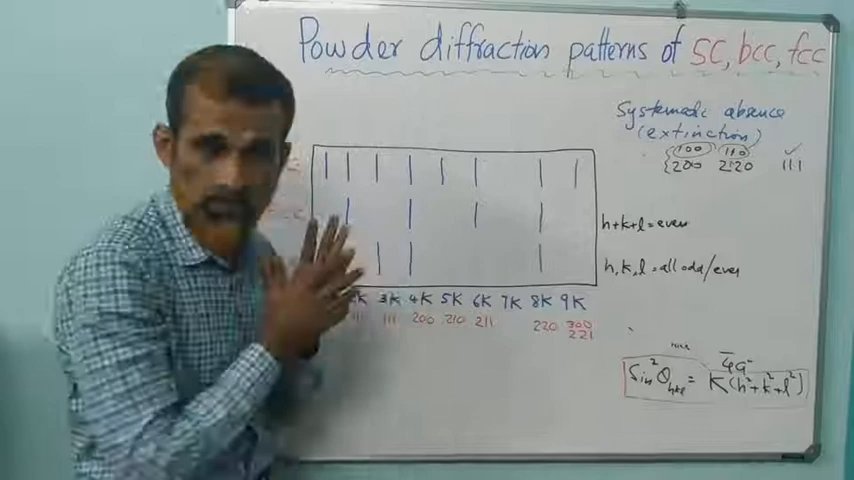 Powder diffraction patterns of SC, bcc, fcc
Systematic absence
(extinction)
100 110
200 220 111 ✓
h+k+l=even
h,k,l=all odd/even
2K 3K 4K 5K 6K 7K 8K 9K
111 200 210 211 220 300
221
Sin²θhkl = K(h²+k²+l²)